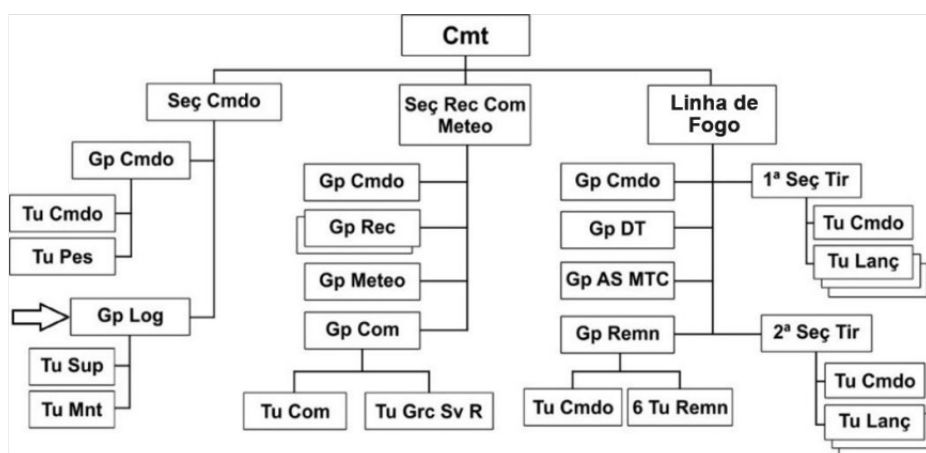 Cmt
Seç Cmdo
Gp Cmdo
Tu Cmdo
Tu Pes
Gp Log
Tu Sup
Tu Mnt
Seç Rec Com
Meteo
Gp Cmdo
Gp Rec
Gp Meteo
Gp Com
Tu Com
Tu Grc Sv R
Linha de
Fogo
Gp Cmdo
Gp DT
Gp AS MTC
Gp Remn
Tu Cmdo
6 Tu Remn
1ª Seç Tir
Tu Cmdo
Tu Lanç
2ª Seç Tir
Tu Cmdo
Tu Lanç